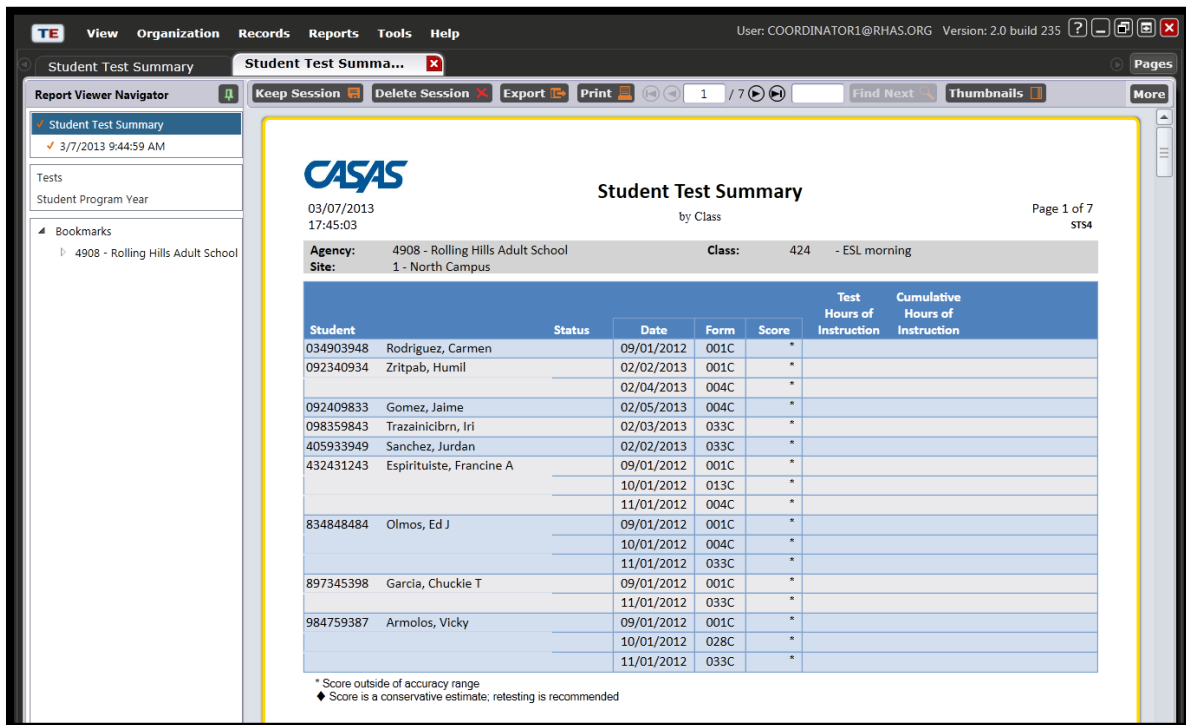 TE View Organization Records Reports Tools Help User: COORDINATOR1@RHAS.ORG Version: 2.0 build 235 ?
Student Test Summary Student Test Summa... Pages
Report Viewer Navigator Keep Session Delete Session Export Print 1 / 7 Find Next Thumbnails More
Student Test Summary
3/7/2013 9:44:59 AM
Tests
Student Program Year
Bookmarks
4908 - Rolling Hills Adult School
CASAS
Student Test Summary
03/07/2013 by Class Page 1 of 7
17:45:03 STS4
Agency: 4908 - Rolling Hills Adult School Class: 424 - ESL morning
Site: 1 - North Campus
Test Cumulative
Hours of Hours of
Student Status Date Form Score Instruction Instruction
034903948 Rodriguez, Carmen 09/01/2012 001C *
092340934 Zritpab, Humil 02/02/2013 001C *
02/04/2013 004C *
092409833 Gomez, Jaime 02/05/2013 004C *
098359843 Trazainicibrn, Iri 02/03/2013 033C *
405933949 Sanchez, Jurdan 02/02/2013 033C *
432431243 Espirituiste, Francine A 09/01/2012 001C *
10/01/2012 013C *
11/01/2012 004C *
834848484 Olmos, Ed J 09/01/2012 001C *
10/01/2012 004C *
11/01/2012 033C *
897345398 Garcia, Chuckie T 09/01/2012 001C *
11/01/2012 033C *
984759387 Armolos, Vicky 09/01/2012 001C *
10/01/2012 028C *
11/01/2012 033C *
* Score outside of accuracy range
♦ Score is a conservative estimate; retesting is recommended